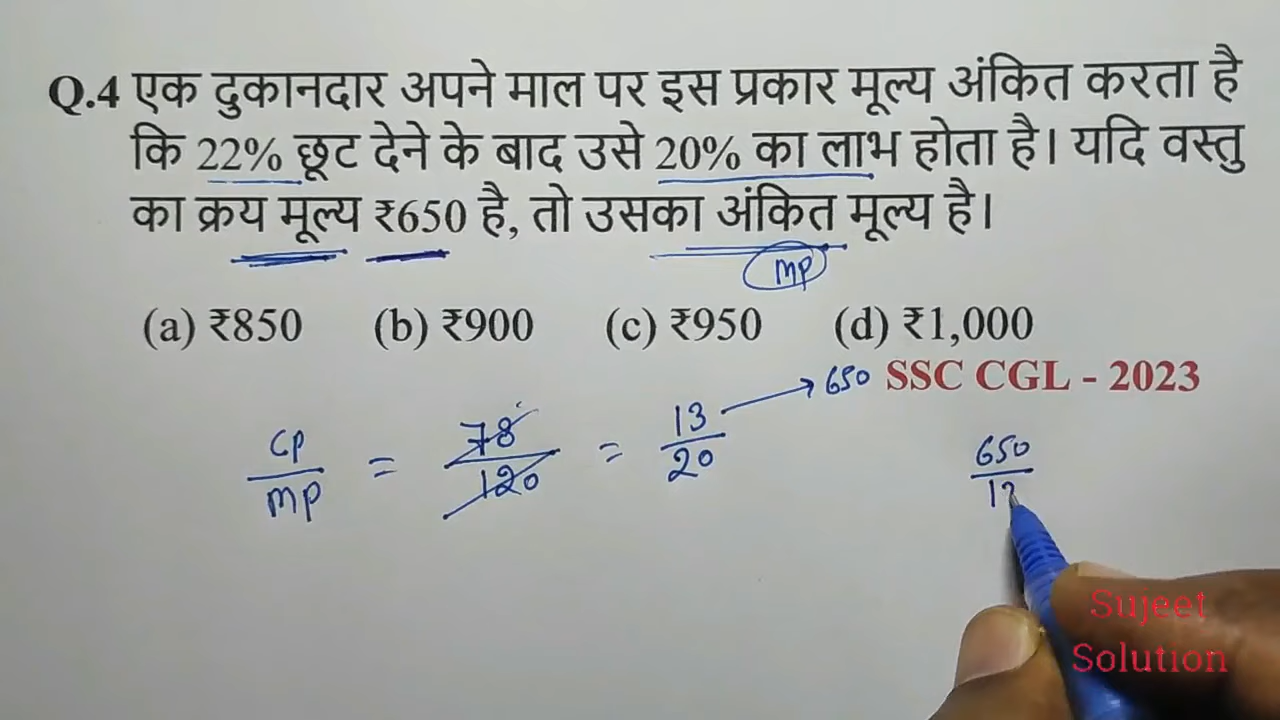 Q.4 एक दुकानदार अपने माल पर इस प्रकार मूल्य अंकित करता है
कि 22% छूट देने के बाद उसे 20% का लाभ होता है। यदि वस्तु
का क्रय मूल्य ₹650 है, तो उसका अंकित मूल्य है।
MP
(a) ₹850 (b) ₹900 (c) ₹950 (d) ₹1,000
SSC CGL - 2023
CP/MP = 78/120 = 13/20 → 650
650/13
Sujeet
Solution